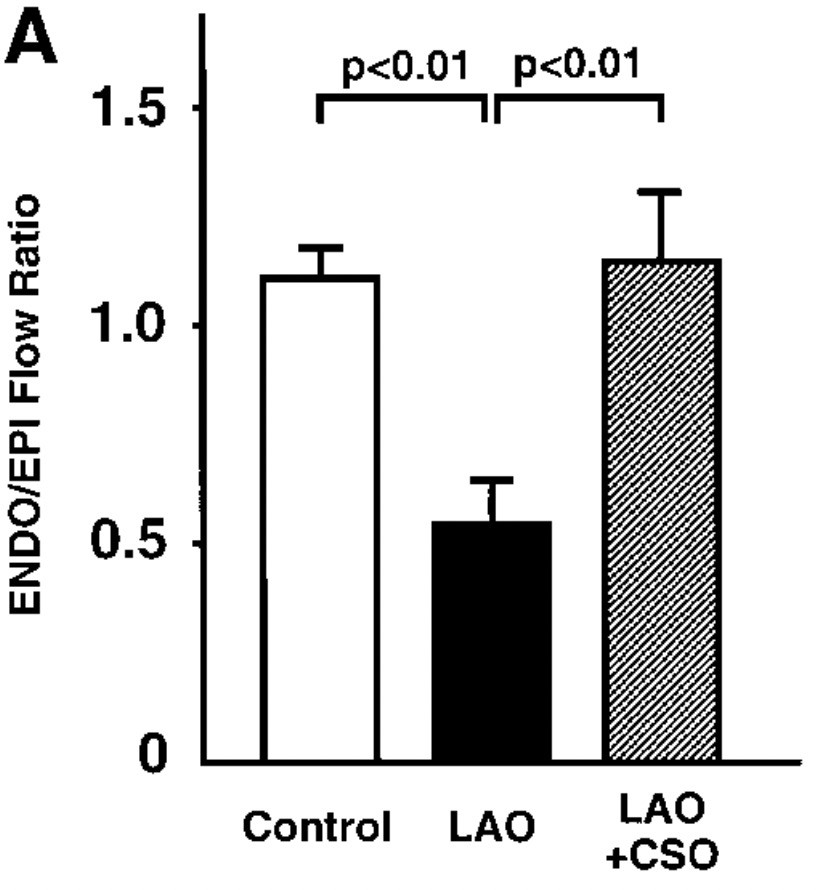 A
p<0.01 p<0.01
1.5
1.0
0.5
0
ENDO/EPI Flow Ratio
Control LAO LAO
+CSO